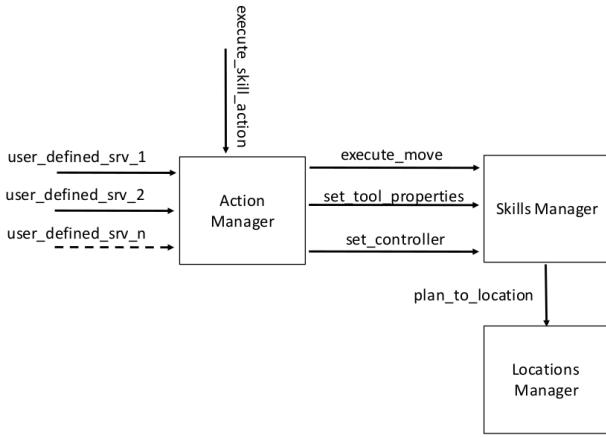 execute_skill_action
user_defined_srv_1
user_defined_srv_2
user_defined_srv_n
Action
Manager
execute_move
set_tool_properties
set_controller
Skills Manager
plan_to_location
Locations
Manager